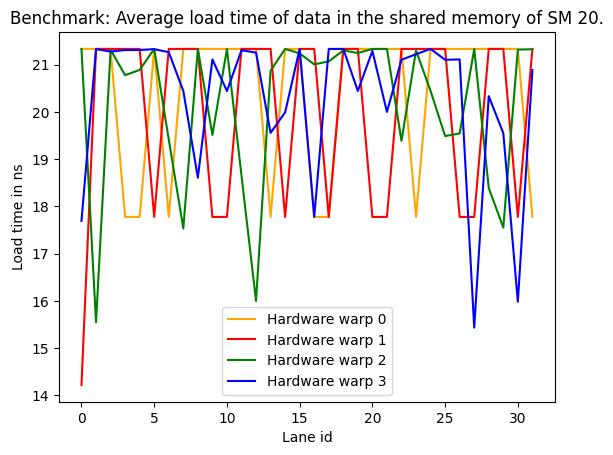 Benchmark: Average load time of data in the shared memory of SM 20.
21
20
19
18
17
16
15
14
Load time in ns
Hardware warp 0
Hardware warp 1
Hardware warp 2
Hardware warp 3
0 5 10 15 20 25 30
Lane id